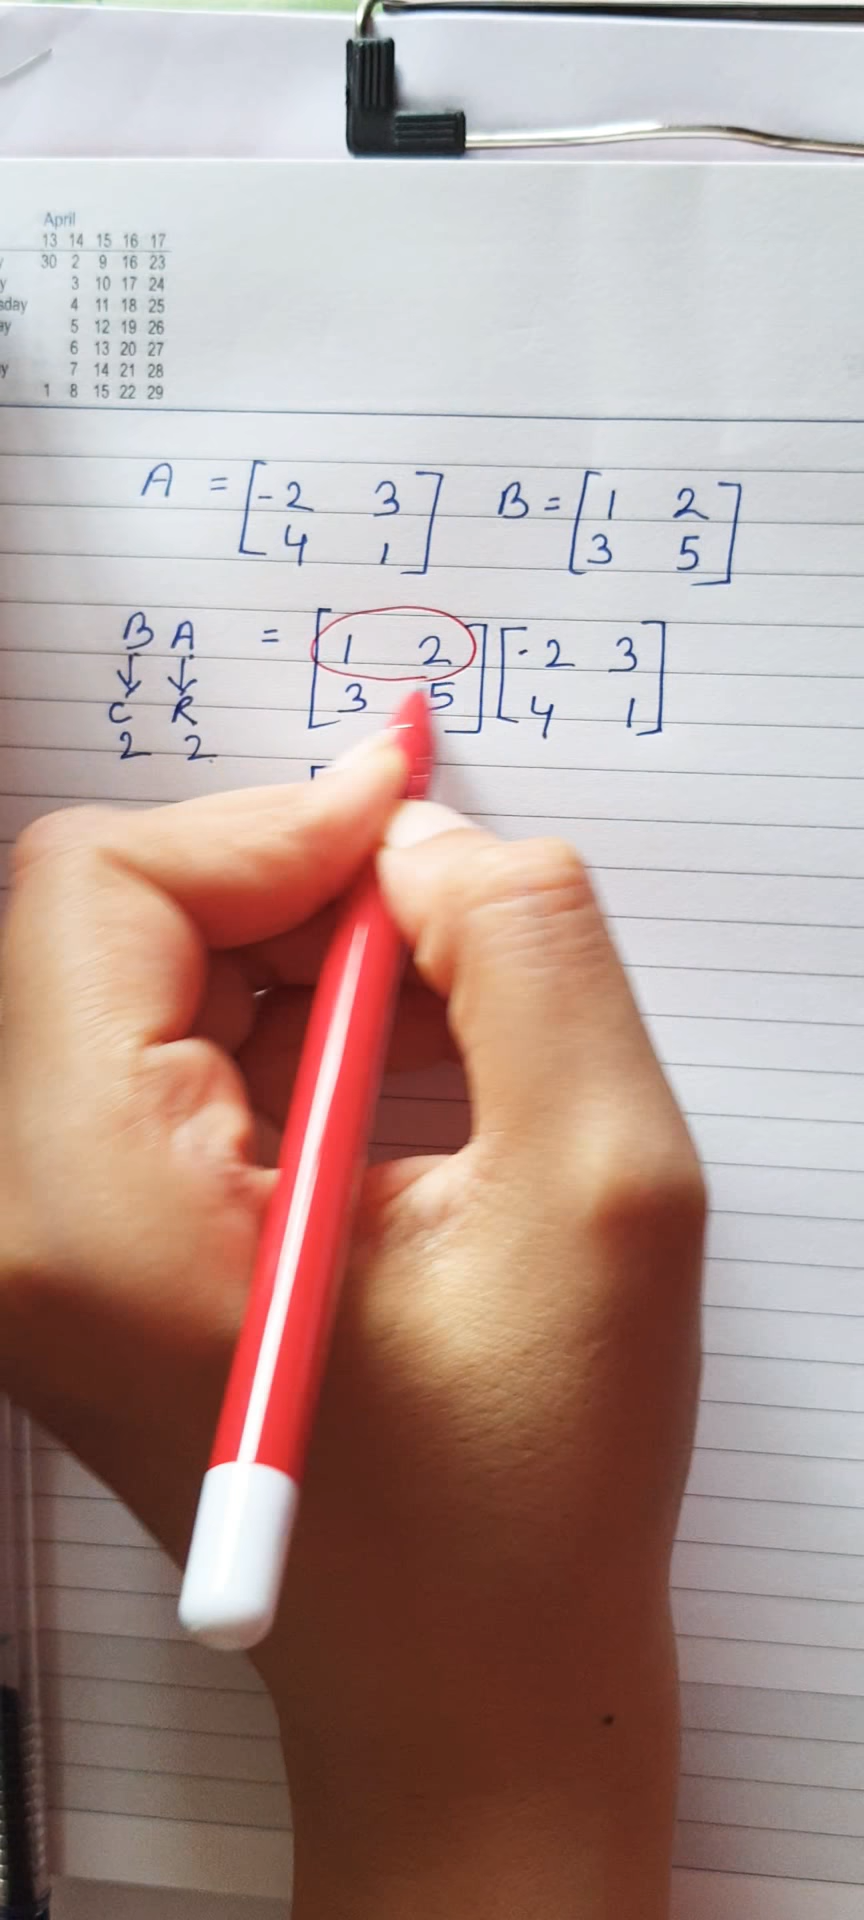 April
13 14 15 16 17
30 2 9 16 23
3 10 17 24
4 11 18 25
5 12 19 26
6 13 20 27
7 14 21 28
1 8 15 22 29
A = [-2 3] B = [1 2]
[4 1] [3 5]
B A = [1 2] [-2 3]
[3 5] [4 1]
C R
2 2